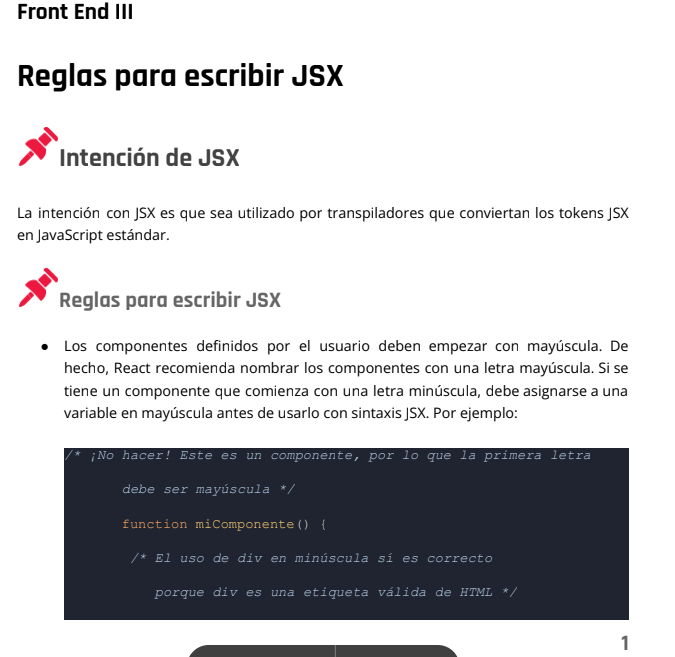 Front End III
Reglas para escribir JSX
Intención de JSX
La intención con JSX es que sea utilizado por transpiladores que conviertan los tokens JSX
en JavaScript estándar.
Reglas para escribir JSX
● Los componentes definidos por el usuario deben empezar con mayúscula. De
hecho, React recomienda nombrar los componentes con una letra mayúscula. Si se
tiene un componente que comienza con una letra minúscula, debe asignarse a una
variable en mayúscula antes de usarlo con sintaxis JSX. Por ejemplo:
/* ¡No hacer! Este es un componente, por lo que la primera letra
debe ser mayúscula */
function miComponente() {
/* El uso de div en minúscula sí es correcto
porque div es una etiqueta válida de HTML */
1